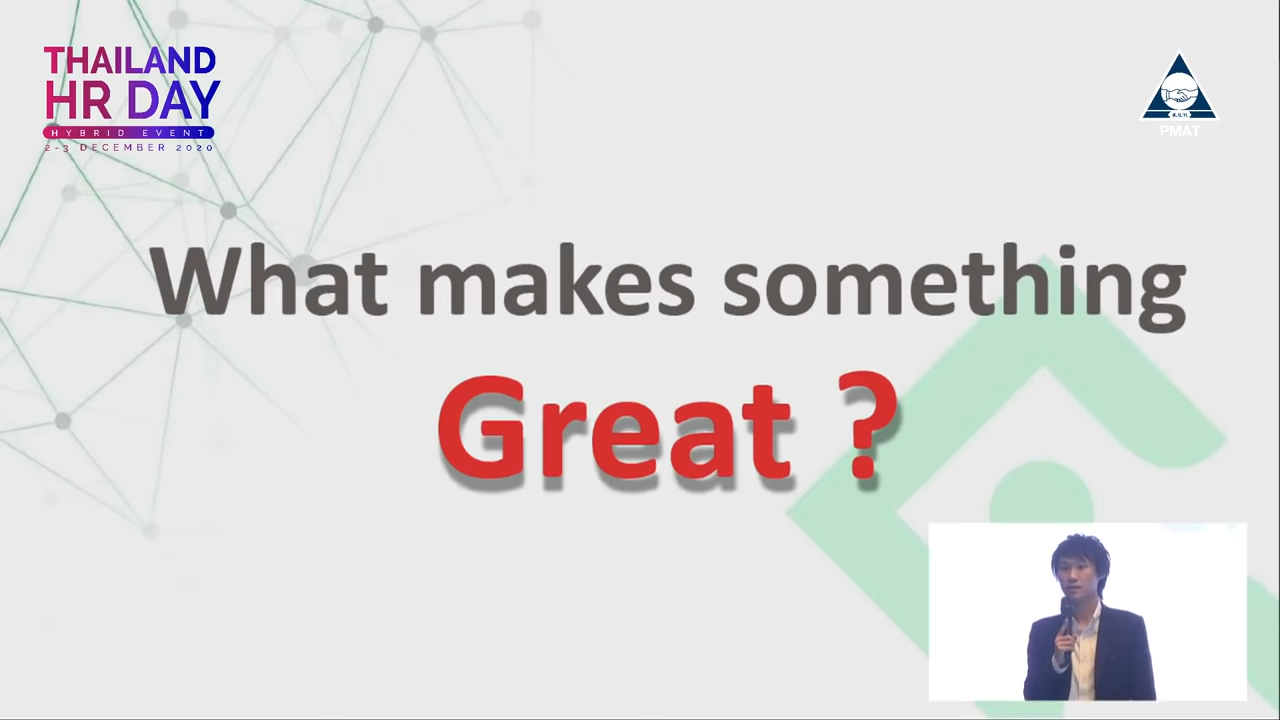 THAILAND
HR DAY
HYBRID EVENT
2-3 DECEMBER 2020
PMAT
What makes something
Great ?